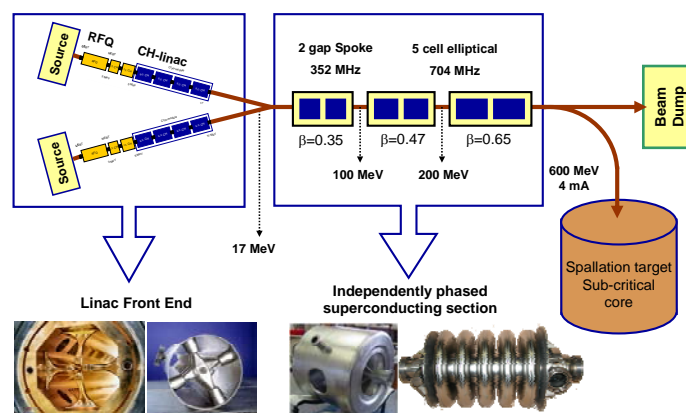 Source
RFQ
CH-linac
Source
2 gap Spoke
352 MHz
5 cell elliptical
704 MHz
β=0.35
β=0.47
β=0.65
Beam
Dump
100 MeV
200 MeV
600 MeV
4 mA
17 MeV
Spallation target
Sub-critical
core
Linac Front End
Independently phased
superconducting section